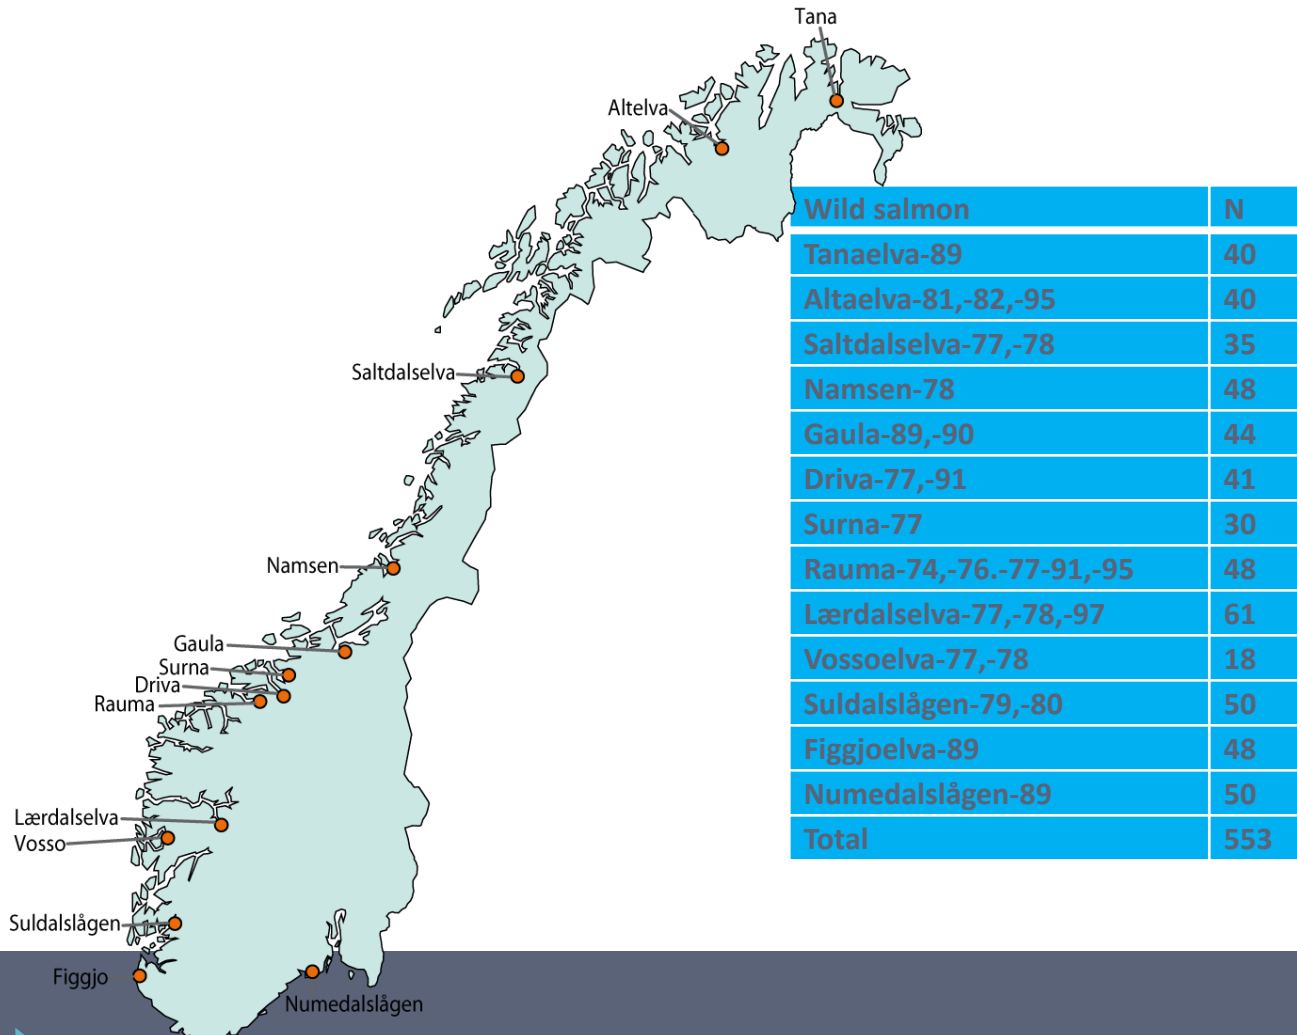 Tana
Altelva
Saltdalselva
Namsen
Gaula
Surna
Driva
Rauma
Lærdalselva
Vosso
Suldalslågen
Figgjo
Numedalslågen
Wild salmon N
Tanaelva-89 40
Altaelva-81,-82,-95 40
Saltdalselva-77,-78 35
Namsen-78 48
Gaula-89,-90 44
Driva-77,-91 41
Surna-77 30
Rauma-74,-76.-77-91,-95 48
Lærdalselva-77,-78,-97 61
Vossoelva-77,-78 18
Suldalslågen-79,-80 50
Figgjoelva-89 48
Numedalslågen-89 50
Total 553